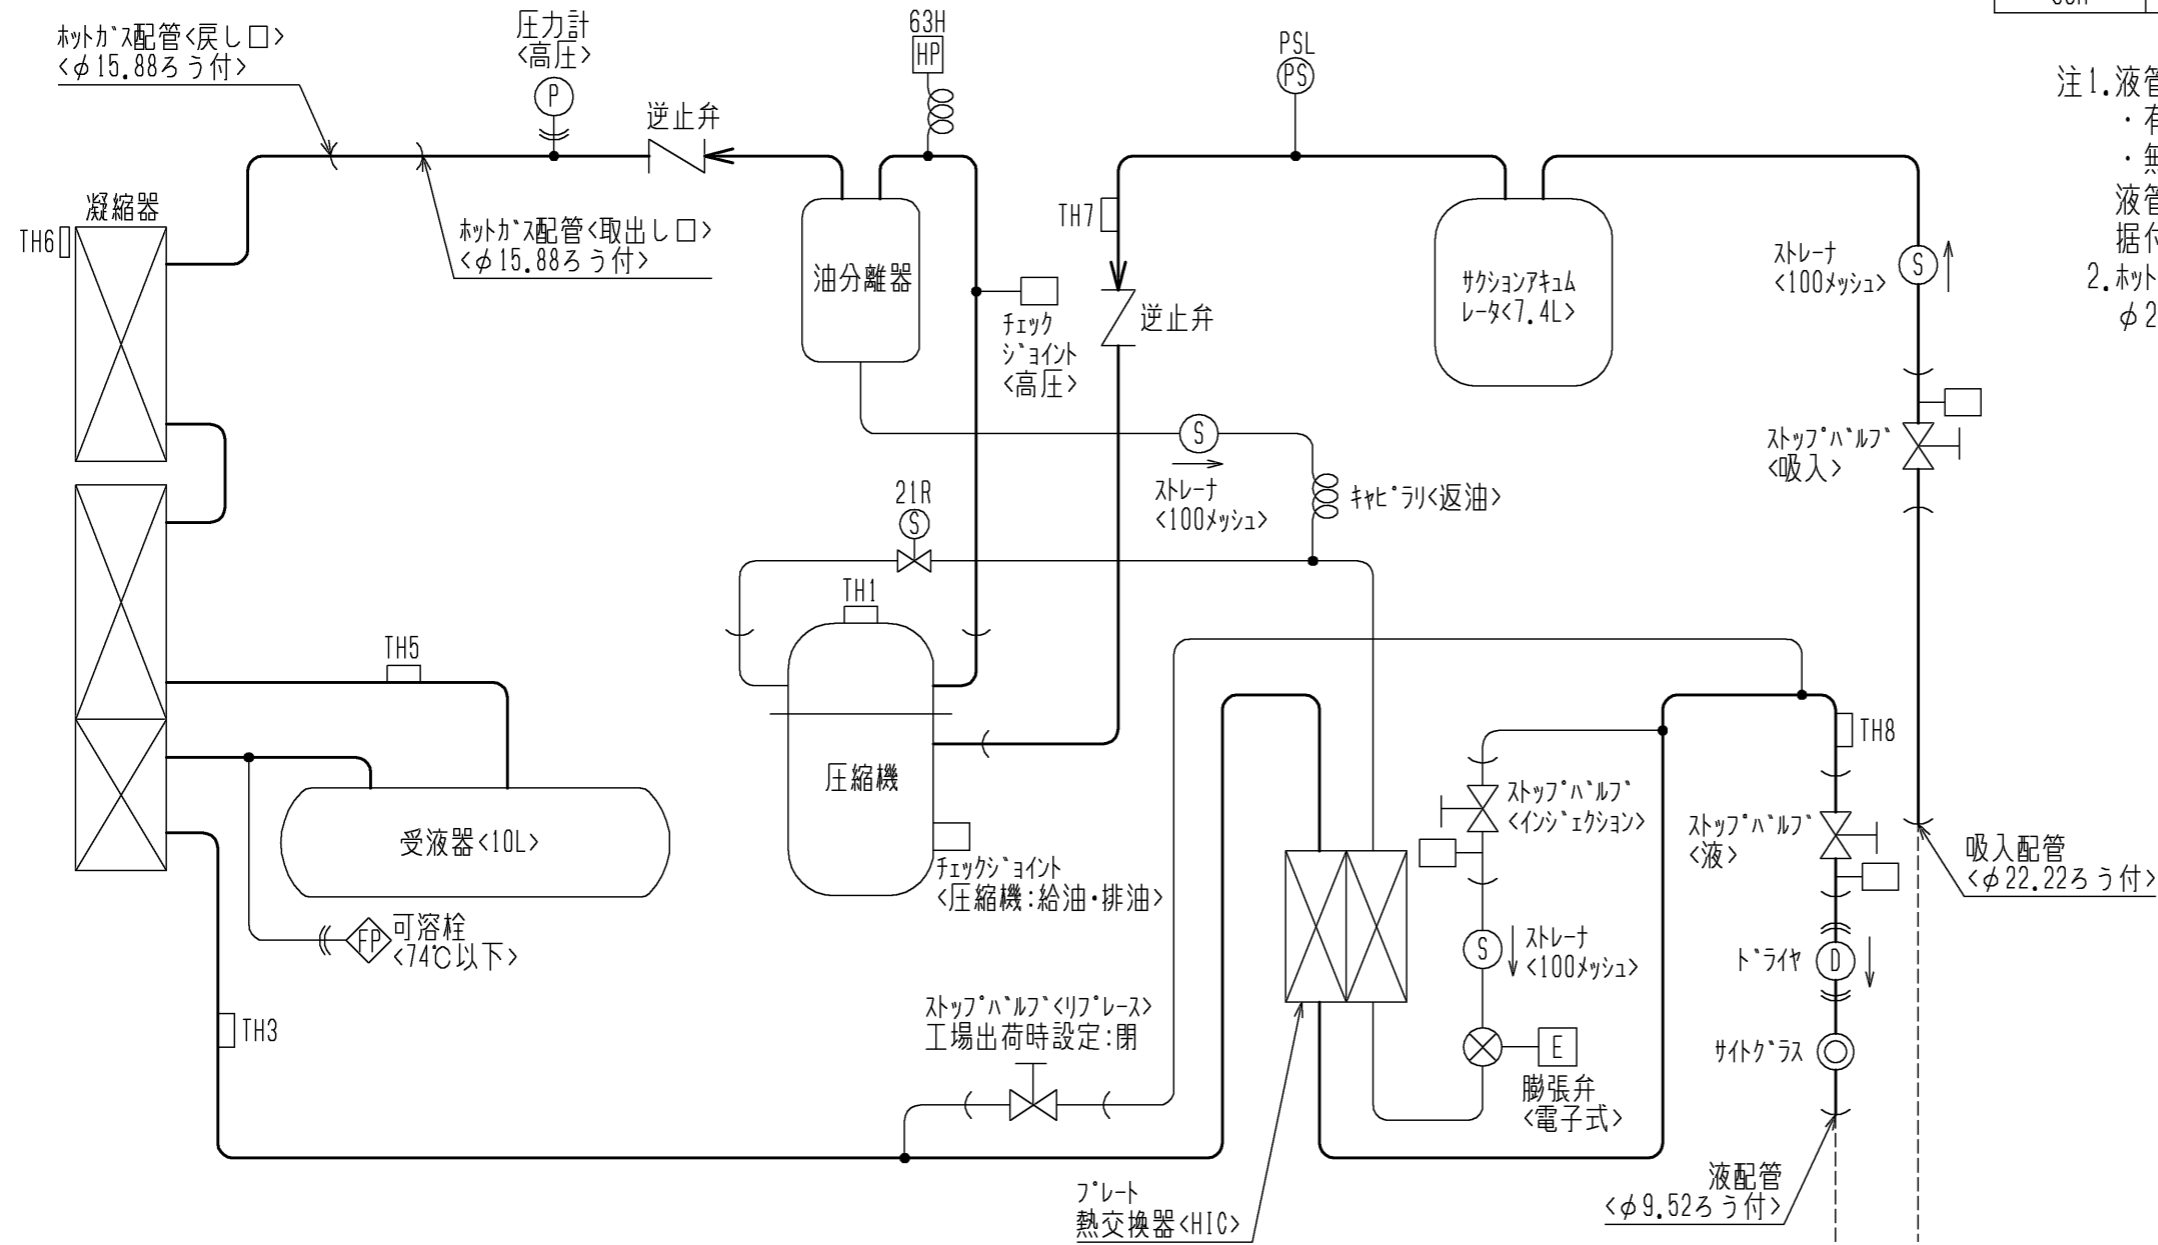 ﾎｯﾄｶﾞｽ配管<戻し口>
<φ15.88ろう付>
圧力計
<高圧>
P
63H
HP
PSL
PS
逆止弁
注1.液管
2.ﾎｯﾄ
φ2
凝縮器
TH6
ﾎｯﾄｶﾞｽ配管<取出し口>
<φ15.88ろう付>
油分離器
TH7
ﾁｪｯｸ
ｼﾞｮｲﾝﾄ
<高圧>
逆止弁
ｻｸｼｮﾝｱｷｭﾑ
ﾚｰﾀ<7.4L>
ｽﾄﾚｰﾅ
<100ﾒｯｼｭ>
S
ｽﾄｯﾌﾟﾊﾞﾙﾌﾞ
<吸入>
S
ｽﾄﾚｰﾅ
<100ﾒｯｼｭ>
ｷｬﾋﾟﾗﾘ<返油>
21R
S
TH1
TH5
圧縮機
ﾁｪｯｸｼﾞｮｲﾝﾄ
<圧縮機:給油･排油>
受液器<10L>
FP
可溶栓
<74℃以下>
TH3
ｽﾄｯﾌﾟﾊﾞﾙﾌﾞ<ﾘﾌﾟﾚｰｽ>
工場出荷時設定:閉
ﾌﾟﾚｰﾄ
熱交換器<HIC>
ｽﾄｯﾌﾟﾊﾞﾙﾌﾞ
<ｲﾝｼﾞｪｸｼｮﾝ>
S
ｽﾄﾚｰﾅ
<100ﾒｯｼｭ>
E
膨張弁
<電子式>
TH8
ｽﾄｯﾌﾟﾊﾞﾙﾌﾞ
<液>
ﾄﾞﾗｲﾔ
D
ｻｲﾄｸﾞﾗｽ
液配管
<φ9.52ろう付>
吸入配管
<φ22.22ろう付>